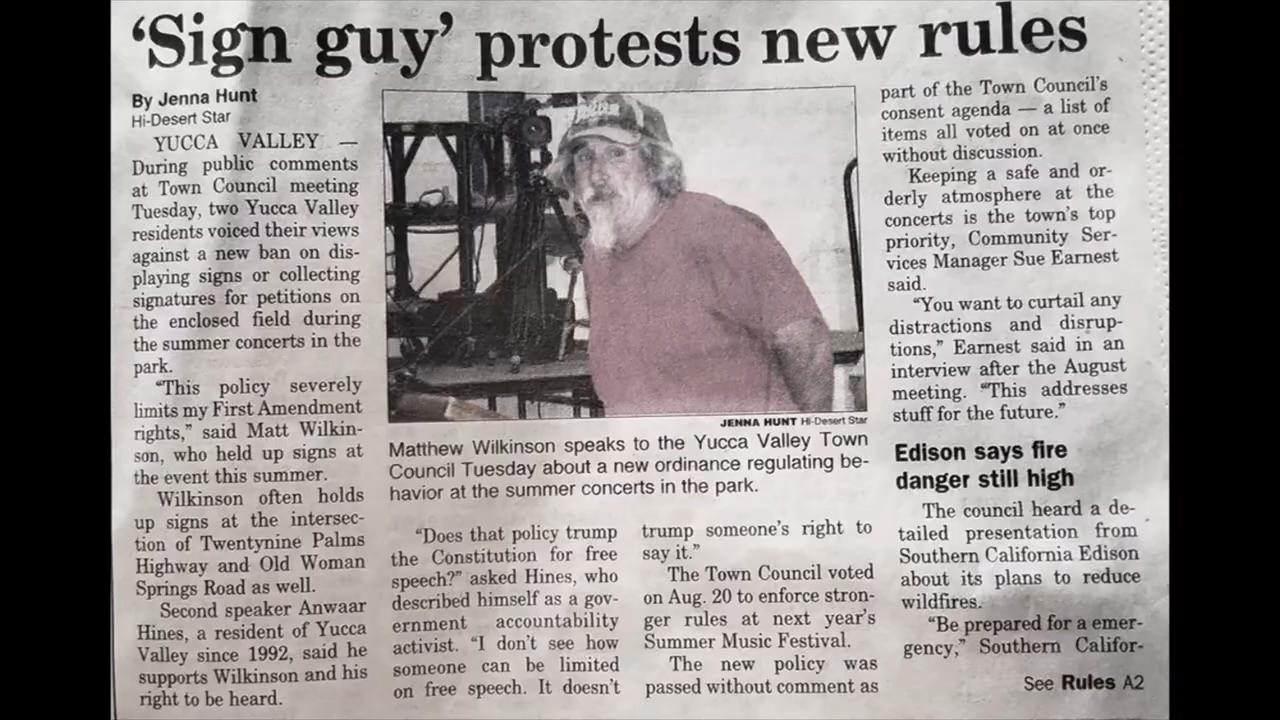 ‘Sign guy’ protests new rules
By Jenna Hunt
Hi-Desert Star
YUCCA VALLEY —
During public comments
at Town Council meeting
Tuesday, two Yucca Valley
residents voiced their views
against a new ban on dis-
playing signs or collecting
signatures for petitions on
the enclosed field during
the summer concerts in the
park.
“This policy severely
limits my First Amendment
rights,” said Matt Wilkin-
son, who held up signs at
the event this summer.
Wilkinson often holds
up signs at the intersec-
tion of Twentynine Palms
Highway and Old Woman
Springs Road as well.
Second speaker Anwaar
Hines, a resident of Yucca
Valley since 1992, said he
supports Wilkinson and his
right to be heard.
JENNA HUNT Hi-Desert Star
Matthew Wilkinson speaks to the Yucca Valley Town
Council Tuesday about a new ordinance regulating be-
havior at the summer concerts in the park.
“Does that policy trump
the Constitution for free
speech?” asked Hines, who
described himself as a gov-
ernment accountability
activist. “I don’t see how
someone can be limited
on free speech. It doesn’t
trump someone’s right to
say it.”
The Town Council voted
on Aug. 20 to enforce stron-
ger rules at next year’s
Summer Music Festival.
The new policy was
passed without comment as
part of the Town Council’s
consent agenda — a list of
items all voted on at once
without discussion.
Keeping a safe and or-
derly atmosphere at the
concerts is the town’s top
priority, Community Ser-
vices Manager Sue Earnest
said.
“You want to curtail any
distractions and disrup-
tions,” Earnest said in an
interview after the August
meeting. “This addresses
stuff for the future.”
Edison says fire
danger still high
The council heard a de-
tailed presentation from
Southern California Edison
about its plans to reduce
wildfires.
“Be prepared for a emer-
gency,” Southern Califor-
See Rules A2